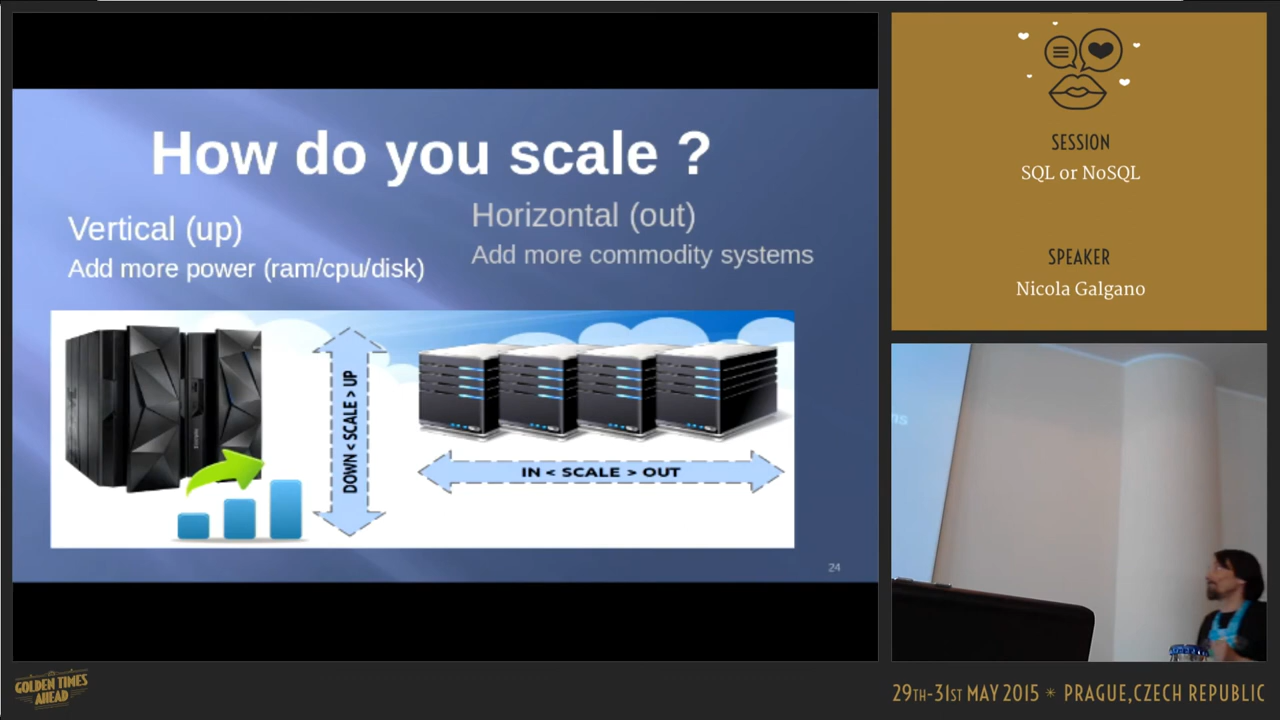 How do you scale ?
Vertical (up)
Add more power (ram/cpu/disk)
Horizontal (out)
Add more commodity systems
DOWN < SCALE > UP
IN < SCALE > OUT
24
SESSION
SQL or NoSQL
SPEAKER
Nicola Galgano
GOLDEN TIMES
AHEAD
29TH-31ST MAY 2015 * PRAGUE,CZECH REPUBLIC